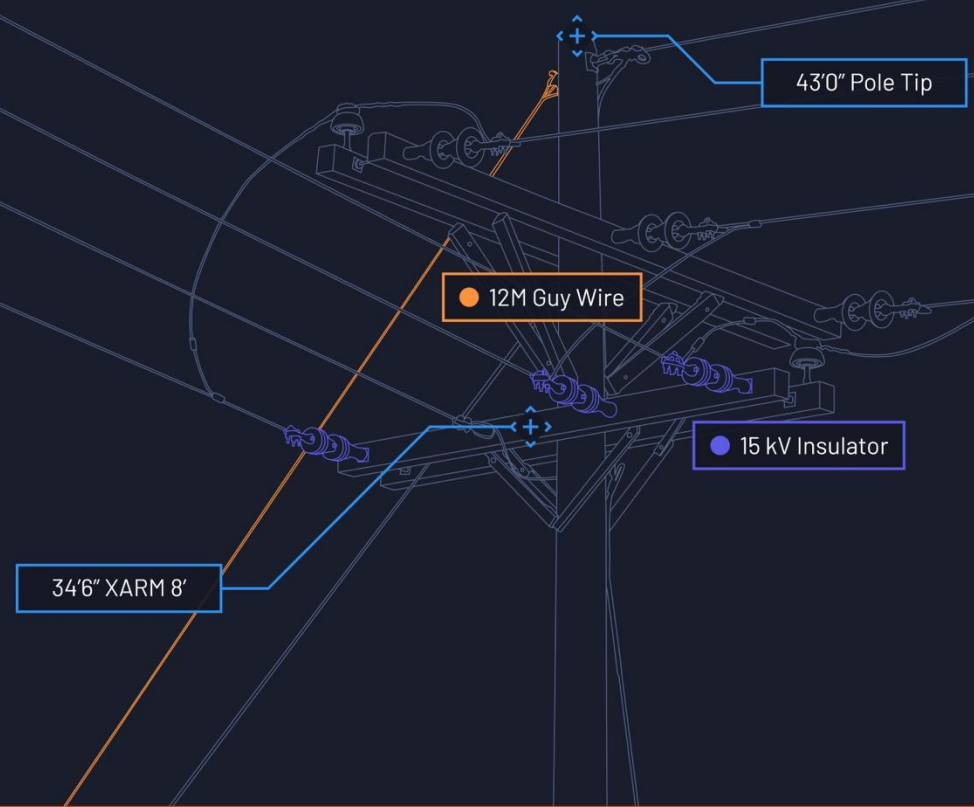 43'0" Pole Tip
12M Guy Wire
15 kV Insulator
34'6" XARM 8'